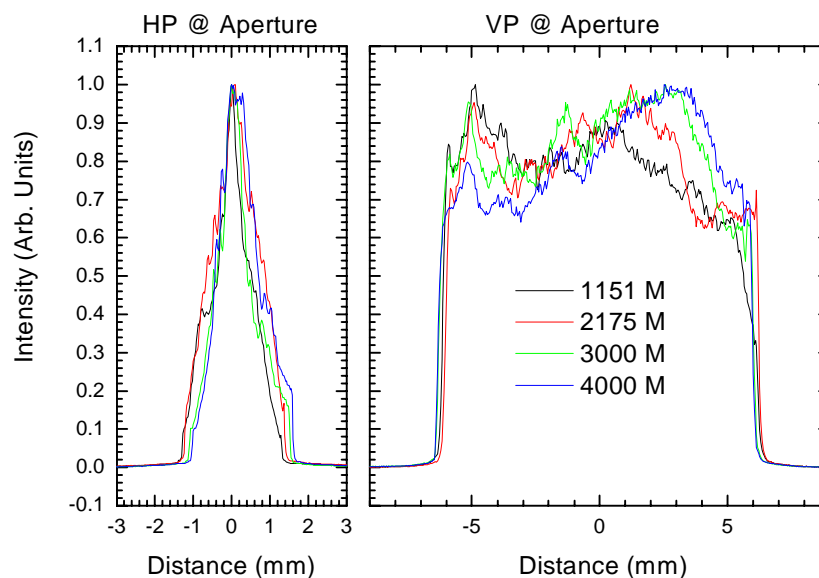 HP @ Aperture
VP @ Aperture
Intensity (Arb. Units)
1.1
1.0
0.9
0.8
0.7
0.6
0.5
0.4
0.3
0.2
0.1
0.0
-0.1
1151 M
2175 M
3000 M
4000 M
-3 -2 -1 0 1 2 3
-5 0 5
Distance (mm)
Distance (mm)